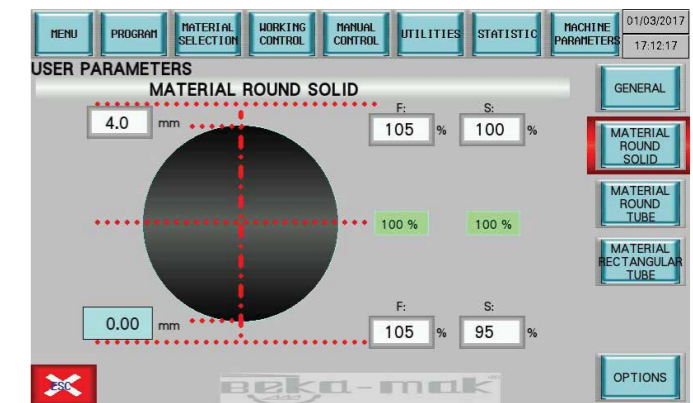 MENU
PROGRAM
MATERIAL
SELECTION
WORKING
CONTROL
MANUAL
CONTROL
UTILITIES
STATISTIC
MACHINE
PARAMETERS
01/03/2017
17:12:17
USER PARAMETERS
MATERIAL ROUND SOLID
GENERAL
4.0 mm
F: S:
105 % 100 %
MATERIAL
ROUND
SOLID
MATERIAL
ROUND
TUBE
100 % 100 %
MATERIAL
RECTANGULAR
TUBE
0.00 mm
F: S:
105 % 95 %
ESC
beka-mak
OPTIONS